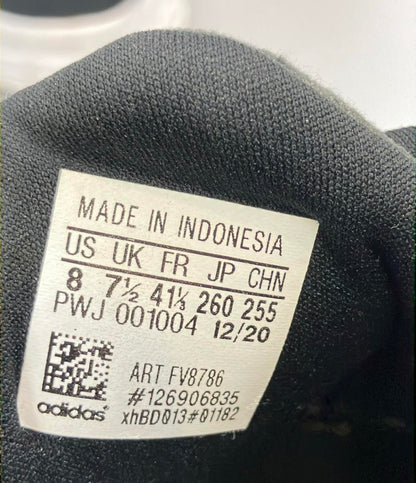 MADE IN INDONESIA
US UK FR JP CHN
8 7½ 41⅓ 260 255
PWJ 001004 12/20
ART FV8786
#126906835
adidas xhBD013#01182